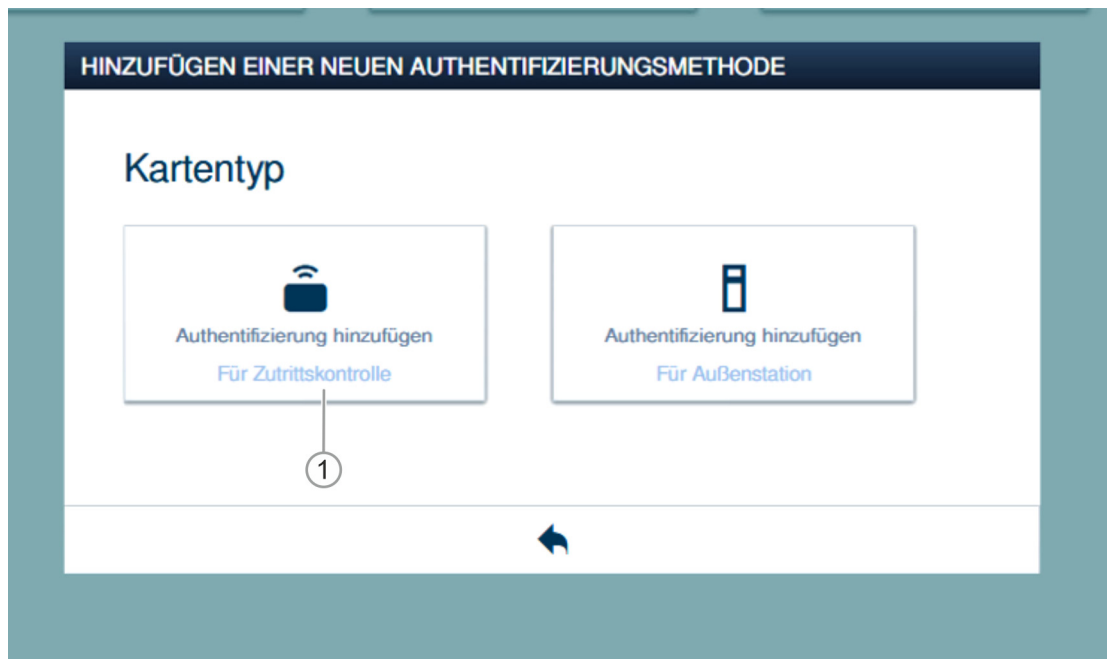 HINZUFÜGEN EINER NEUEN AUTHENTIFIZIERUNGSMETHODE
Kartentyp
Authentifizierung hinzufügen
Für Zutrittskontrolle
Authentifizierung hinzufügen
Für Außenstation
1